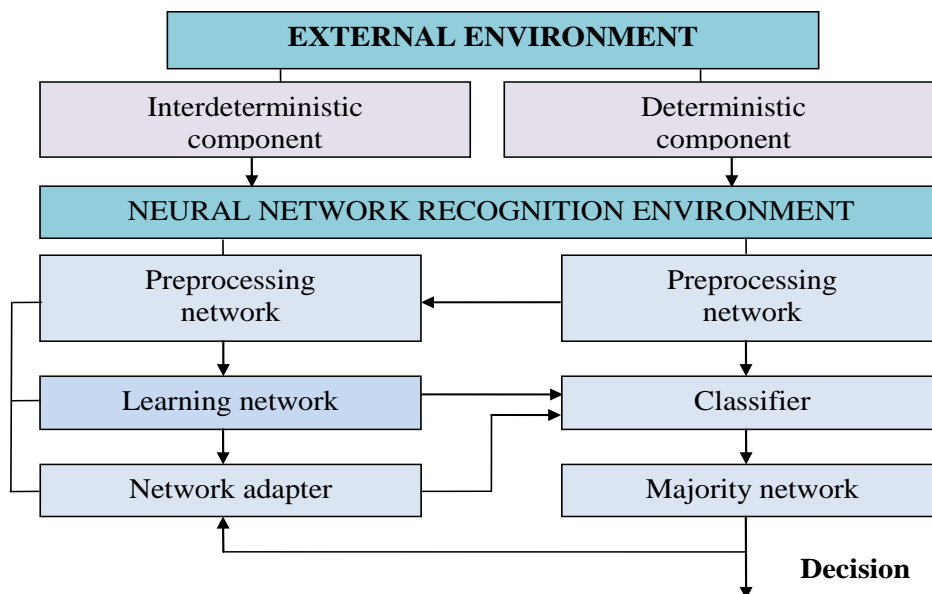 EXTERNAL ENVIRONMENT
Interdeterministic
component
Deterministic
component
NEURAL NETWORK RECOGNITION ENVIRONMENT
Preprocessing
network
Preprocessing
network
Learning network
Classifier
Network adapter
Majority network
Decision